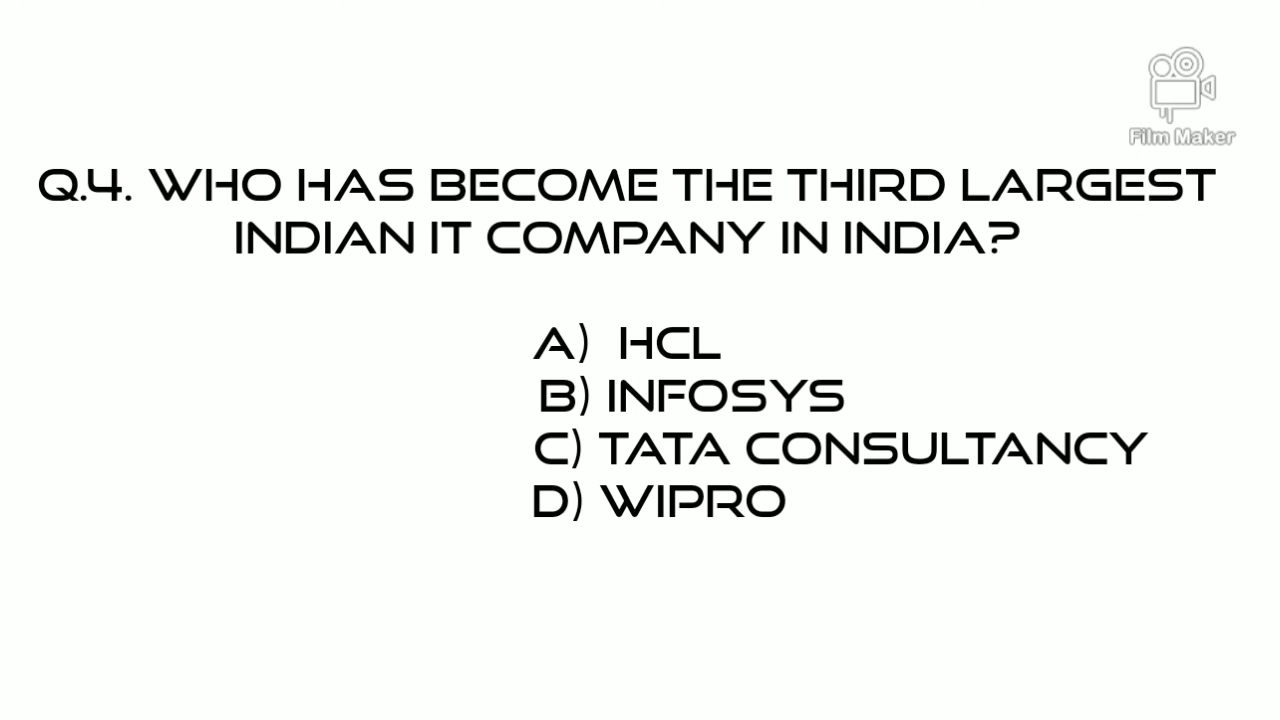 Film Maker
Q.4. WHO HAS BECOME THE THIRD LARGEST
INDIAN IT COMPANY IN INDIA?
A) HCL
B) INFOSYS
C) TATA CONSULTANCY
D) WIPRO